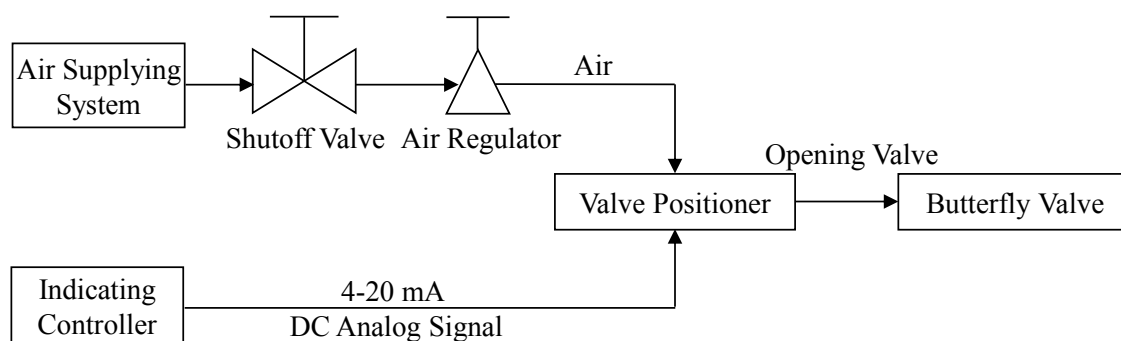 Air Supplying
System
Shutoff Valve
Air Regulator
Air
Opening Valve
Valve Positioner
Butterfly Valve
Indicating
Controller
4-20 mA
DC Analog Signal